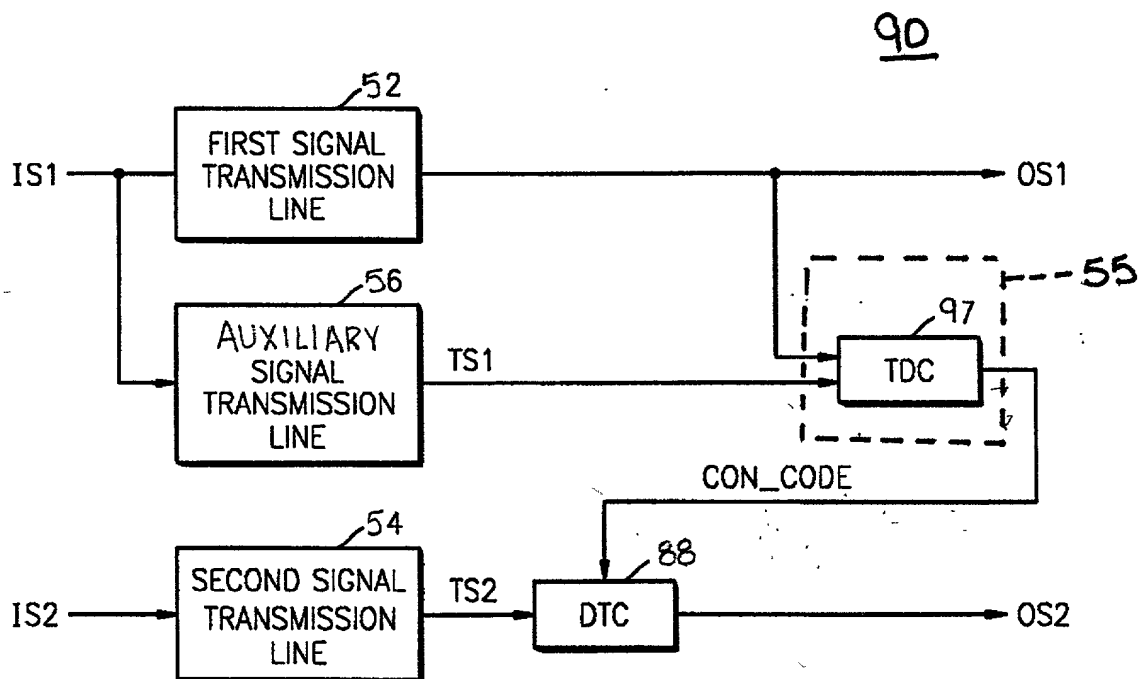 90
52
FIRST SIGNAL
TRANSMISSION
LINE
IS1
OS1
55
56
AUXILIARY
SIGNAL
TRANSMISSION
LINE
TS1
97
TDC
CON_CODE
54
SECOND SIGNAL
TRANSMISSION
LINE
IS2
TS2
88
DTC
OS2